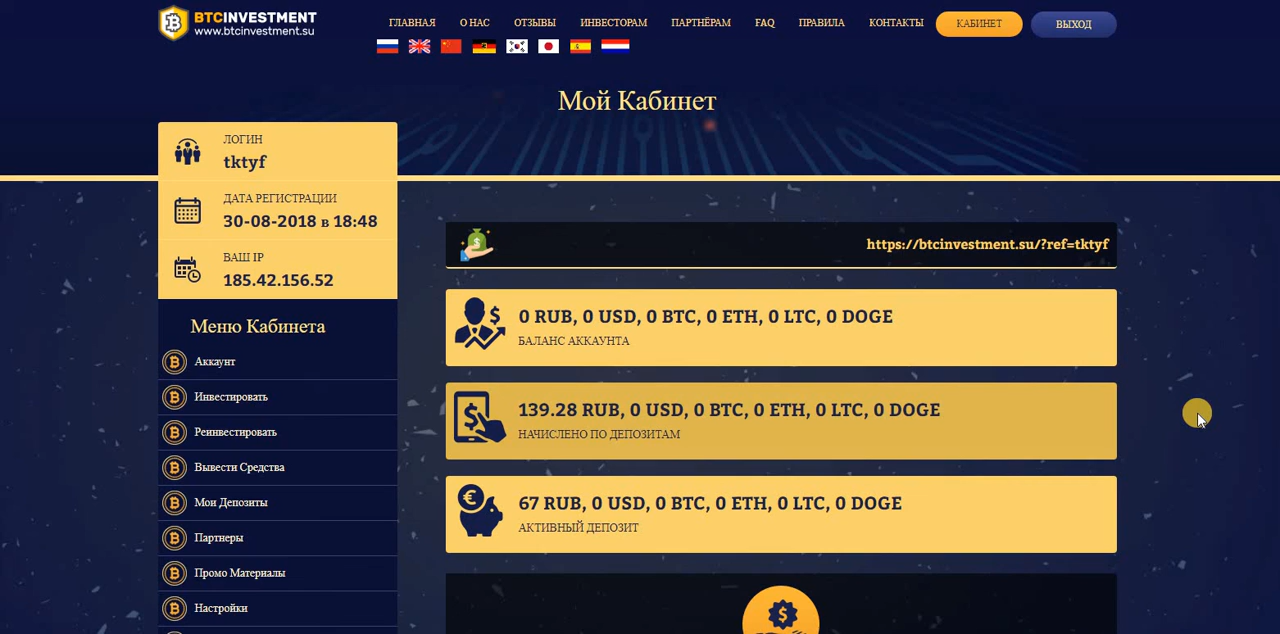 BTCINVESTMENT
www.btcinvestment.su
ГЛАВНАЯ О НАС ОТЗЫВЫ ИНВЕСТОРАМ ПАРТНЁРАМ FAQ ПРАВИЛА КОНТАКТЫ КАБИНЕТ ВЫХОД
Мой Кабинет
ЛОГИН
tktyf
ДАТА РЕГИСТРАЦИИ
30-08-2018 в 18:48
ВАШ IP
185.42.156.52
Меню Кабинета
Аккаунт
Инвестировать
Реинвестировать
Вывести Средства
Мои Депозиты
Партнеры
Промо Материалы
Настройки
https://btcinvestment.su/?ref=tktyf
0 RUB, 0 USD, 0 BTC, 0 ETH, 0 LTC, 0 DOGE
БАЛАНС АККАУНТА
139.28 RUB, 0 USD, 0 BTC, 0 ETH, 0 LTC, 0 DOGE
НАЧИСЛЕНО ПО ДЕПОЗИТАМ
67 RUB, 0 USD, 0 BTC, 0 ETH, 0 LTC, 0 DOGE
АКТИВНЫЙ ДЕПОЗИТ